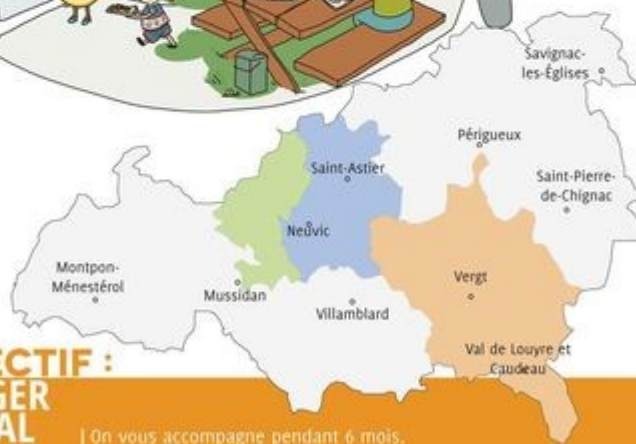 Savignac-
les-Églises
Périgueux
Saint-Astier
Saint-Pierre-
de-Chignac
Neuvic
Montpon-
Ménestérol
Vergt
Mussidan
Villamblard
Val de Louyre et
Caudeau
ECTIF :
GER
AL
| On vous accompagne pendant 6 mois.